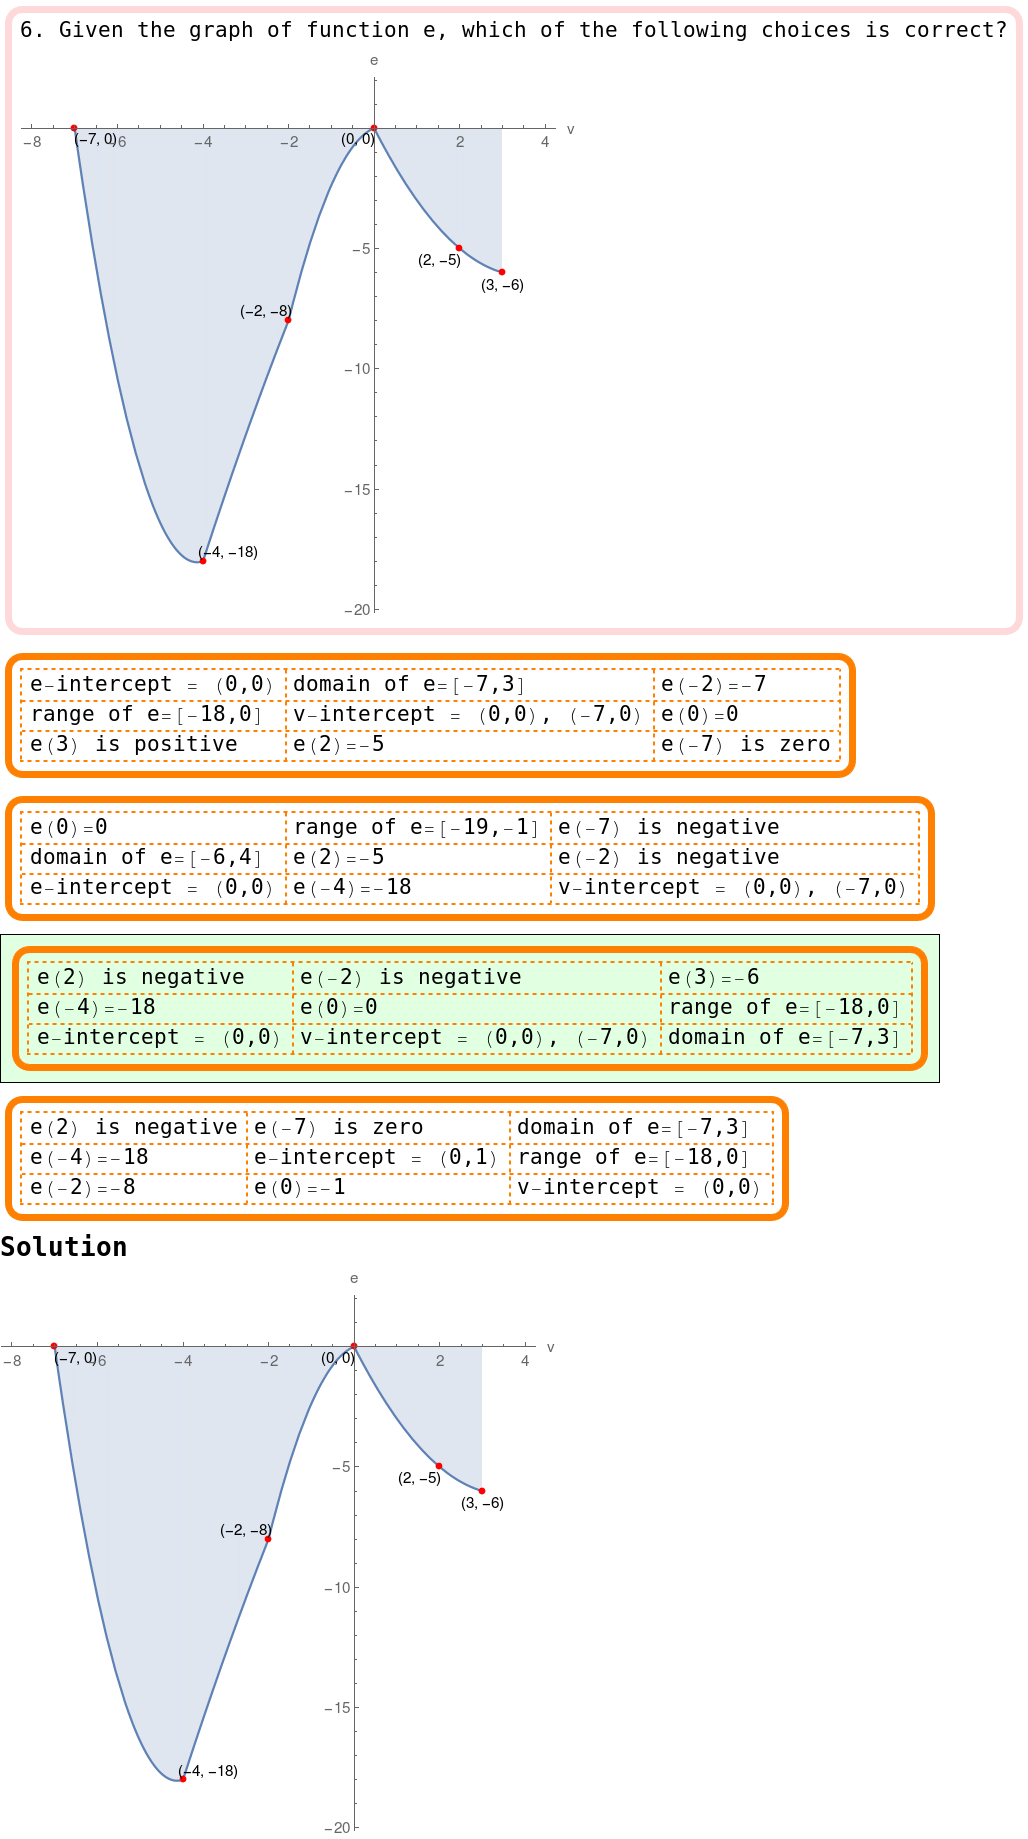 6. Given the graph of function e, which of the following choices is correct?
e
v
(−7, 0)
(0, 0)
−8
−6
−4
−2
2
4
−5
(2, −5)
(3, −6)
(−2, −8)
−10
−15
(−4, −18)
−20
e-intercept = (0,0) domain of e=[-7,3] e(-2)=-7
range of e=[-18,0] v-intercept = (0,0), (-7,0) e(0)=0
e(3) is positive e(2)=-5 e(-7) is zero
e(0)=0 range of e=[-19,-1] e(-7) is negative
domain of e=[-6,4] e(2)=-5 e(-2) is negative
e-intercept = (0,0) e(-4)=-18 v-intercept = (0,0), (-7,0)
e(2) is negative e(-2) is negative e(3)=-6
e(-4)=-18 e(0)=0 range of e=[-18,0]
e-intercept = (0,0) v-intercept = (0,0), (-7,0) domain of e=[-7,3]
e(2) is negative e(-7) is zero domain of e=[-7,3]
e(-4)=-18 e-intercept = (0,1) range of e=[-18,0]
e(-2)=-8 e(0)=-1 v-intercept = (0,0)
Solution
e
v
(−7, 0)
(0, 0)
−8
−6
−4
−2
2
4
−5
(2, −5)
(3, −6)
(−2, −8)
−10
−15
(−4, −18)
−20